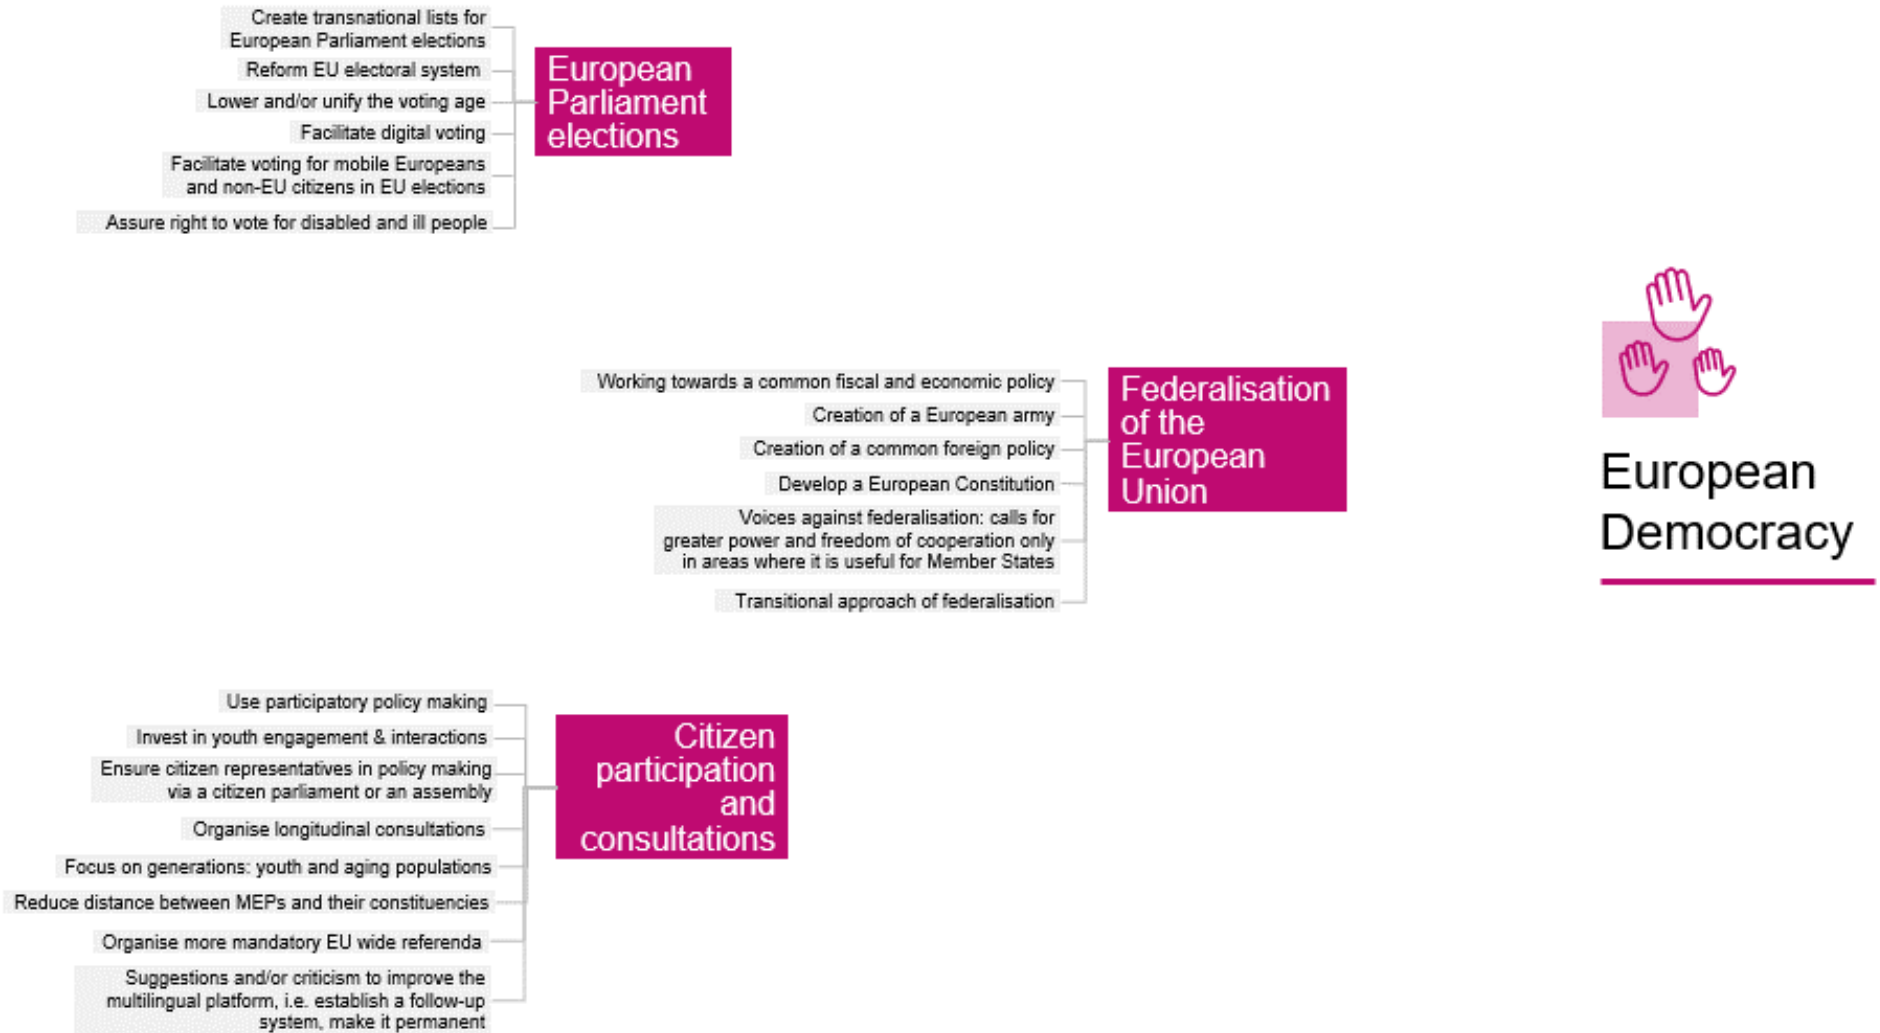 Create transnational lists for
European Parliament elections
Reform EU electoral system
Lower and/or unify the voting age
Facilitate digital voting
Facilitate voting for mobile Europeans
and non-EU citizens in EU elections
Assure right to vote for disabled and ill people
European
Parliament
elections
Working towards a common fiscal and economic policy
Creation of a European army
Creation of a common foreign policy
Develop a European Constitution
Voices against federalisation: calls for
greater power and freedom of cooperation only
in areas where it is useful for Member States
Transitional approach of federalisation
Federalisation
of the
European
Union
European
Democracy
Use participatory policy making
Invest in youth engagement & interactions
Ensure citizen representatives in policy making
via a citizen parliament or an assembly
Organise longitudinal consultations
Focus on generations: youth and aging populations
Reduce distance between MEPs and their constituencies
Organise more mandatory EU wide referenda
Suggestions and/or criticism to improve the
multilingual platform, i.e. establish a follow-up
system, make it permanent
Citizen
participation
and
consultations